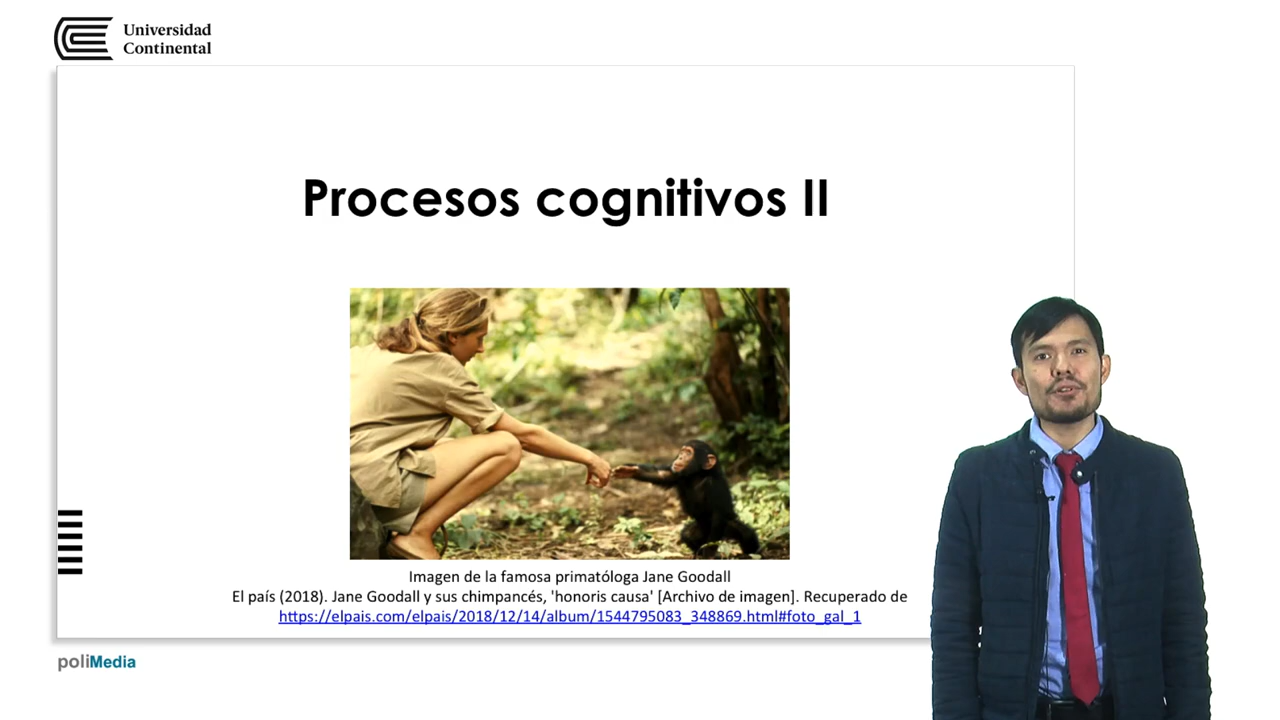 Universidad
Continental
Procesos cognitivos II
Imagen de la famosa primatóloga Jane Goodall
El país (2018). Jane Goodall y sus chimpancés, 'honoris causa' [Archivo de imagen]. Recuperado de
https://elpais.com/elpais/2018/12/14/album/1544795083_348869.html#foto_gal_1
poliMedia